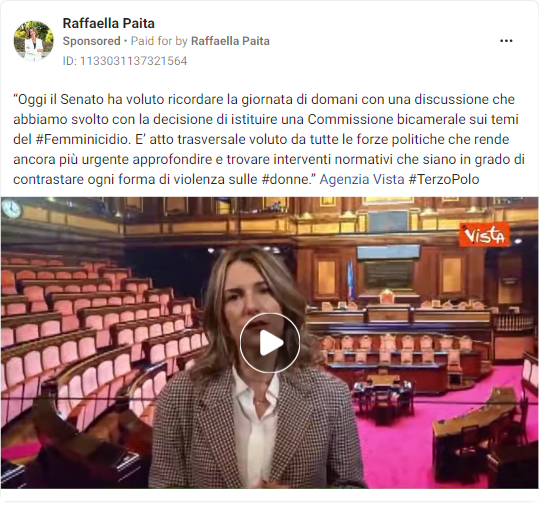 Raffaella Paita
Sponsored • Paid for by Raffaella Paita
ID: 1133031137321564
“Oggi il Senato ha voluto ricordare la giornata di domani con una discussione che
abbiamo svolto con la decisione di istituire una Commissione bicamerale sui temi
del #Femminicidio. E’ atto trasversale voluto da tutte le forze politiche che rende
ancora più urgente approfondire e trovare interventi normativi che siano in grado di
contrastare ogni forma di violenza sulle #donne.” Agenzia Vista #TerzoPolo
VISTA